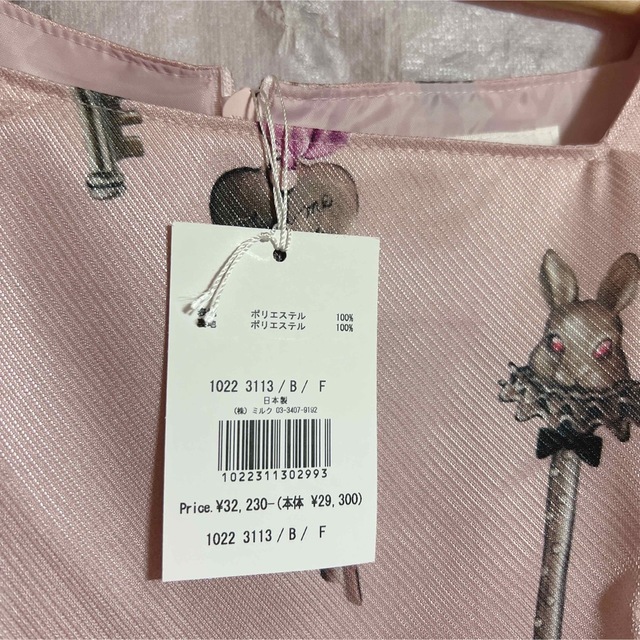 ポリエステル 100%
ポリエステル 100%
1022 3113 / B / F
日本製
(株) ミルク 03-3407-9192
1022311302993
Price.¥32,230-(本体 ¥29,300)
1022 3113 / B / F